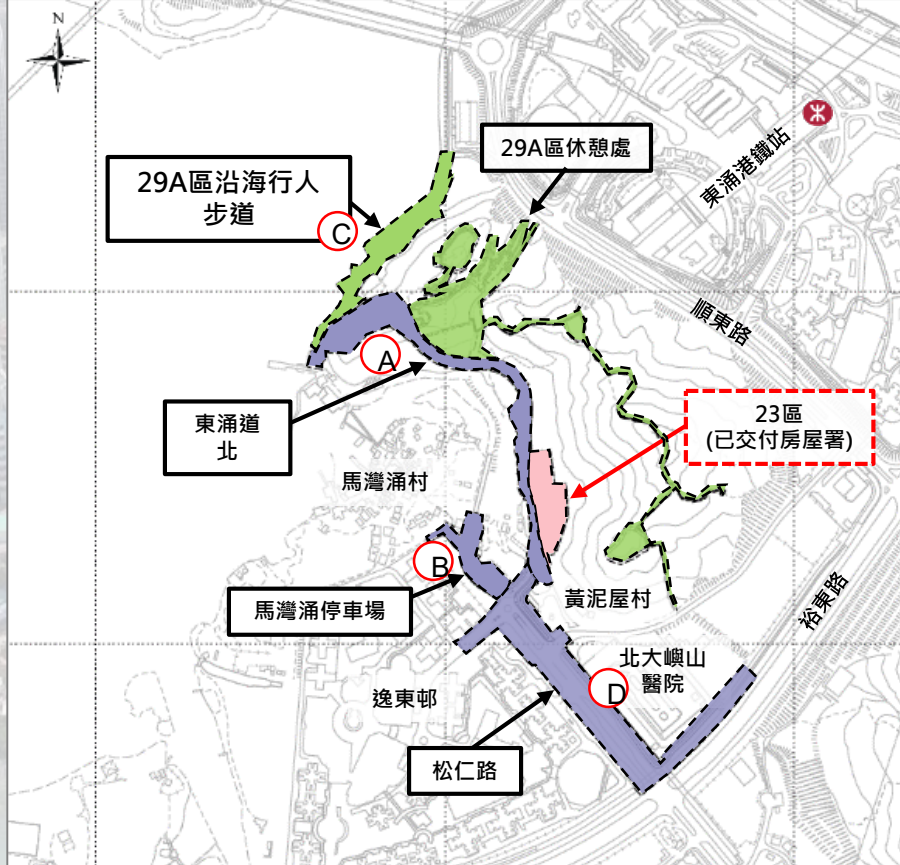 N
29A區休憩處
東涌港鐵站
29A區沿海行人
步道
C
順東路
A
23區
(已交付房屋署)
東涌道
北
馬灣涌村
B
馬灣涌停車場
黃泥屋村
裕東路
北大嶼山
醫院
D
逸東邨
松仁路